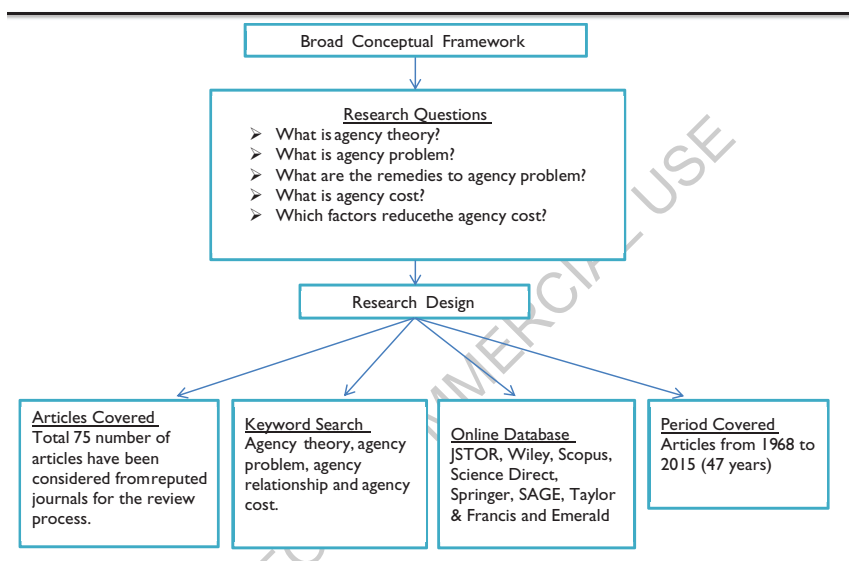 Broad Conceptual Framework
Research Questions
➢ What is agency theory?
➢ What is agency problem?
➢ What are the remedies to agency problem?
➢ What is agency cost?
➢ Which factors reducethe agency cost?
Research Design
Articles Covered
Total 75 number of
articles have been
considered fromreputed
journals for the review
process.
Keyword Search
Agency theory, agency
problem, agency
relationship and agency
cost.
Online Database
JSTOR, Wiley, Scopus,
Science Direct,
Springer, SAGE, Taylor
& Francis and Emerald
Period Covered
Articles from 1968 to
2015 (47 years)
USE